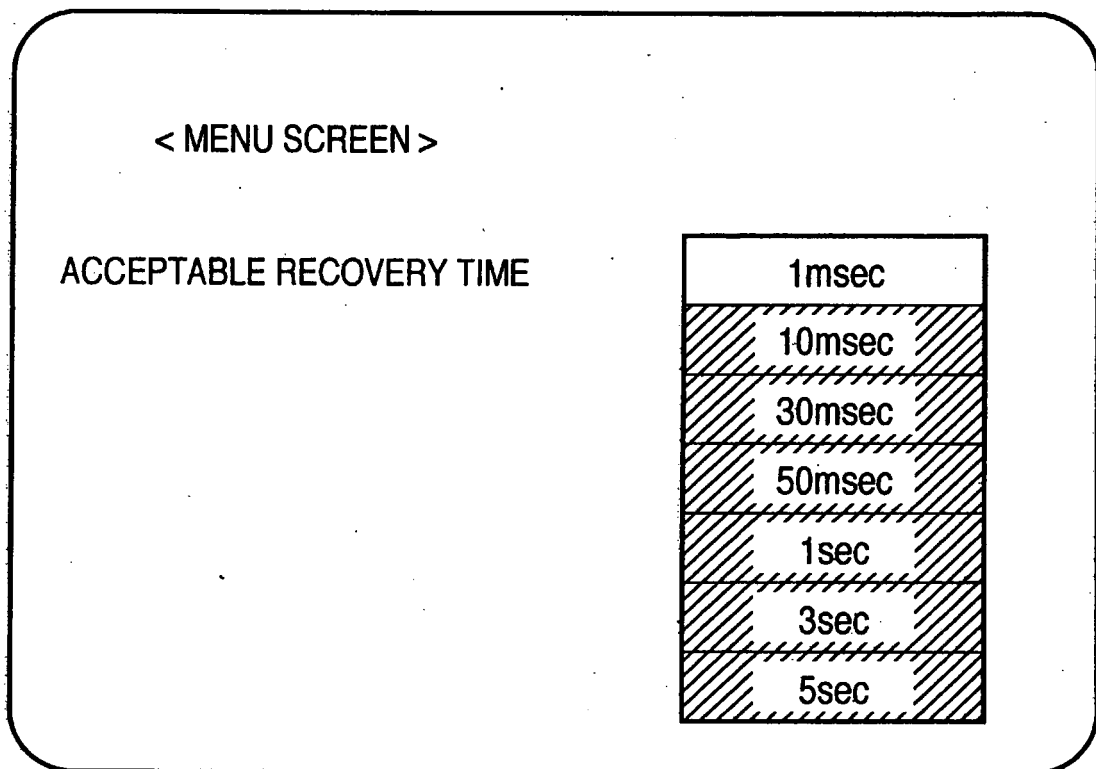 < MENU SCREEN >
ACCEPTABLE RECOVERY TIME
1msec
10msec
30msec
50msec
1sec
3sec
5sec